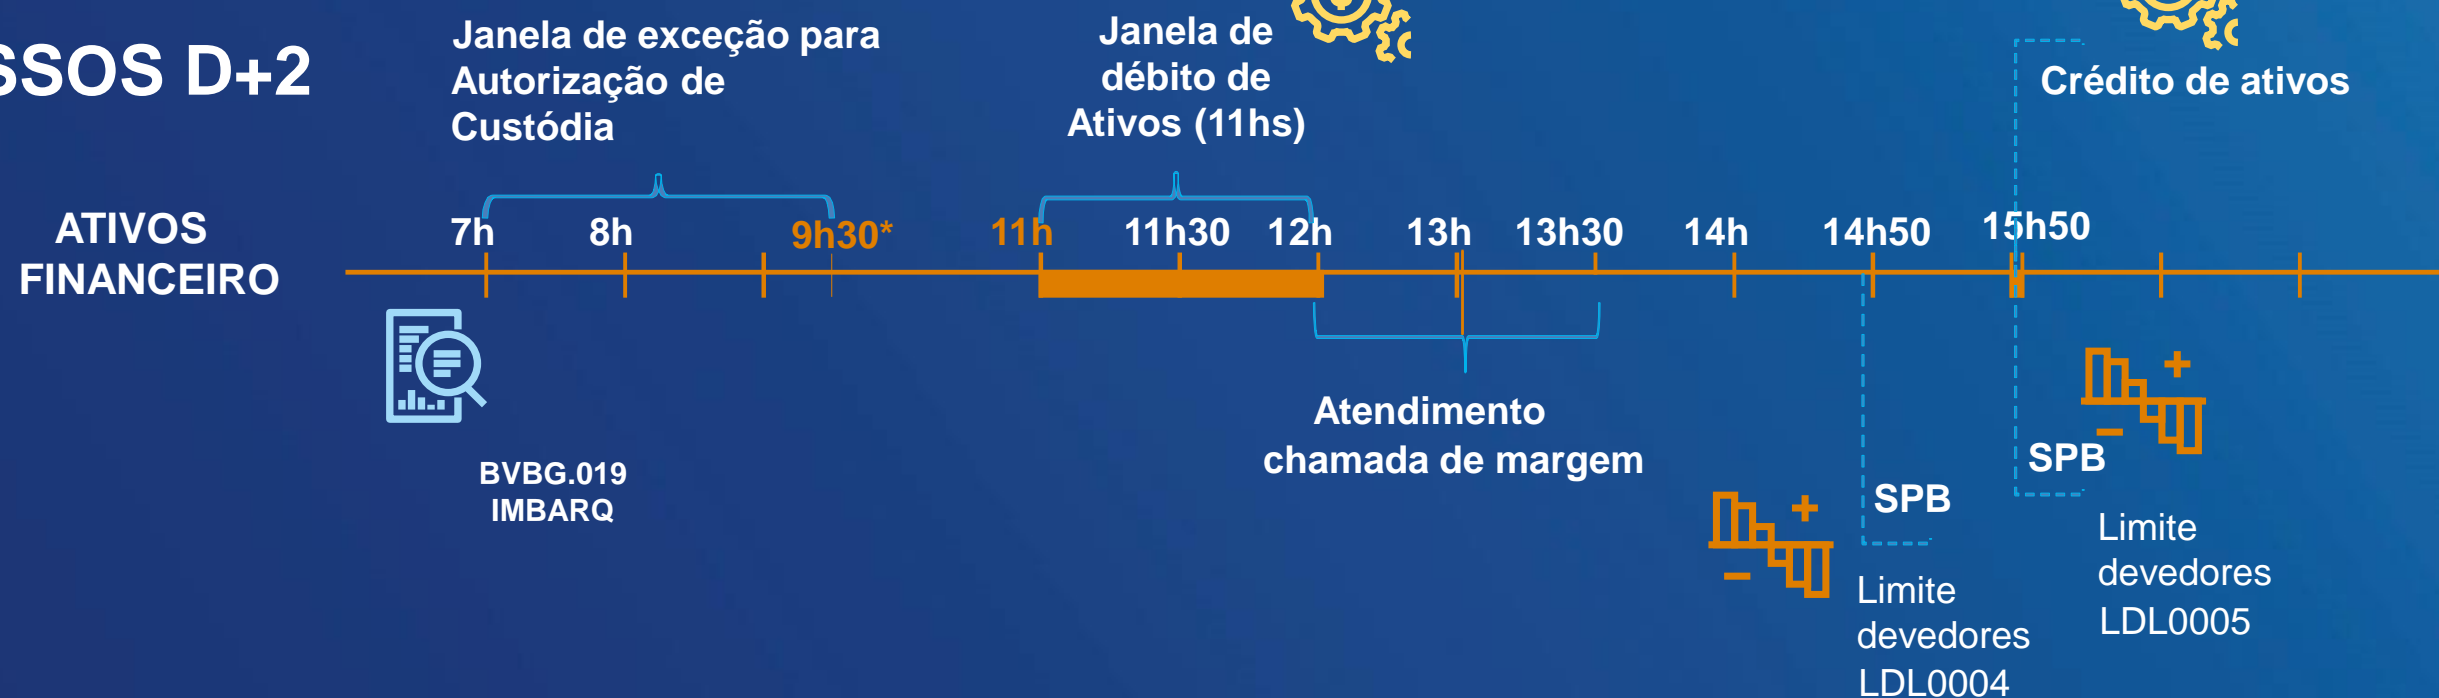 SSOS D+2
Janela de exceção para
Autorização de
Custódia
Janela de
débito de
Ativos (11hs)
Crédito de ativos
ATIVOS
FINANCEIRO
7h 8h 9h30* 11h 11h30 12h 13h 13h30 14h 14h50 15h50
BVBG.019
IMBARQ
Atendimento
chamada de margem
SPB
Limite
devedores
LDL0004
SPB
Limite
devedores
LDL0005